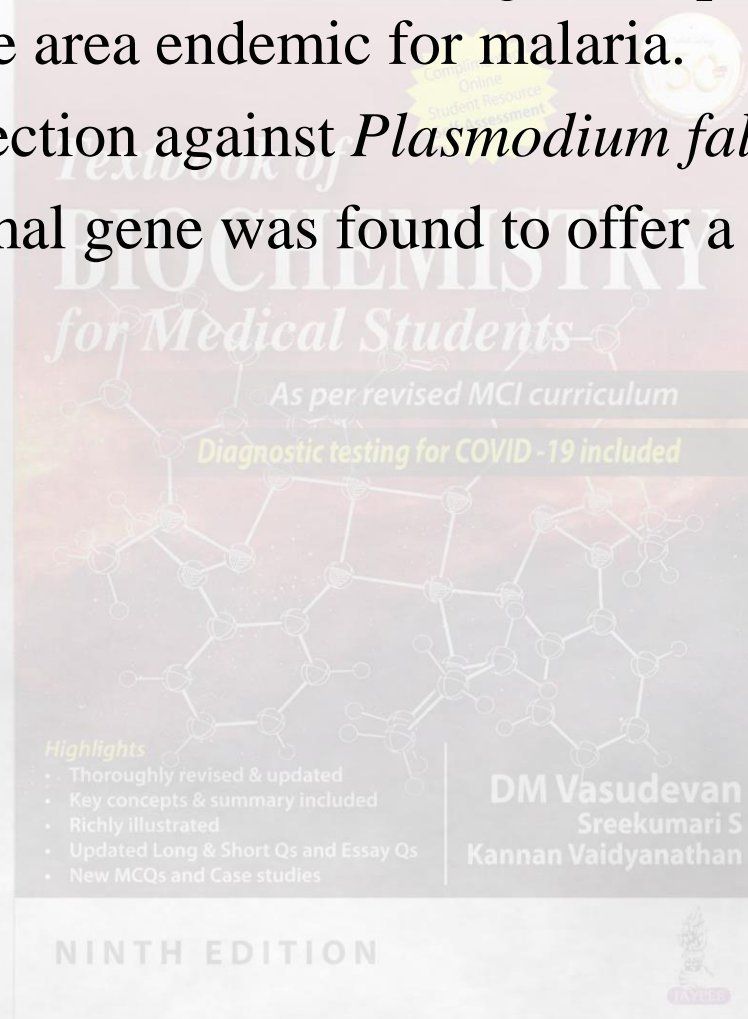 e area endemic for malaria.
ection against Plasmodium fal
nal gene was found to offer a
Online
Student Resource
Self Assessment
50
Textbook of
BIOCHEMISTRY
for Medical Students
As per revised MCI curriculum
Diagnostic testing for COVID -19 included
Highlights
• Thoroughly revised & updated
• Key concepts & summary included
• Richly illustrated
• Updated Long & Short Qs and Essay Qs
• New MCQs and Case studies
DM Vasudevan
Sreekumari S
Kannan Vaidyanathan
NINTH EDITION
JAYPEE